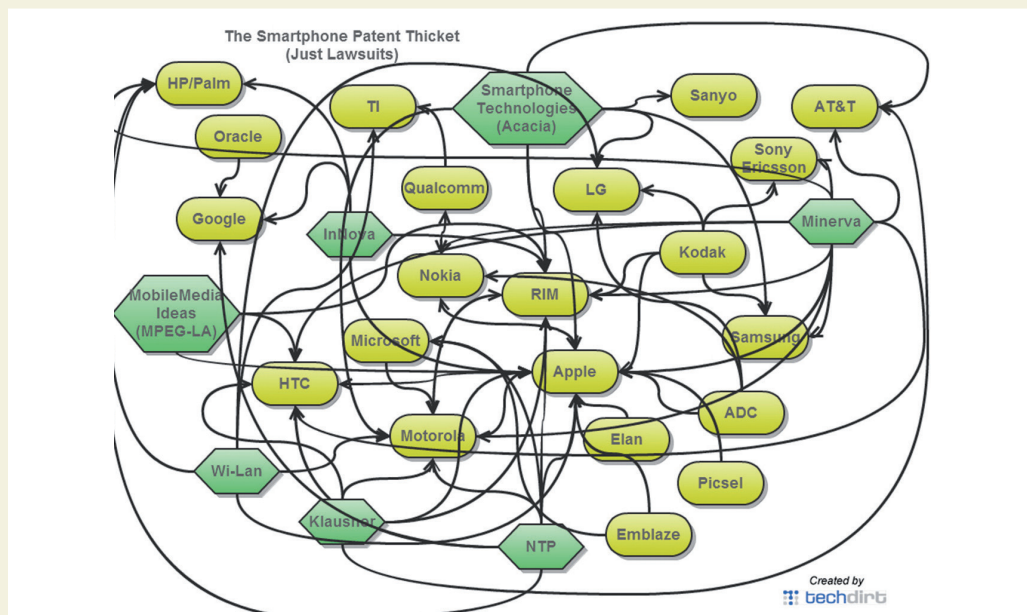 The Smartphone Patent Thicket
(Just Lawsuits)
HP/Palm
TI
Smartphone
Technologies
(Acacia)
Sanyo
AT&T
Oracle
Sony
Ericsson
Qualcomm
LG
Google
InNova
Minerva
Kodak
Nokia
RIM
MobileMedia
Ideas
(MPEG-LA)
Microsoft
Samsung
HTC
Apple
ADC
Motorola
Elan
Wi-Lan
Picsel
Klausner
NTP
Emblaze
Created by
techdirt